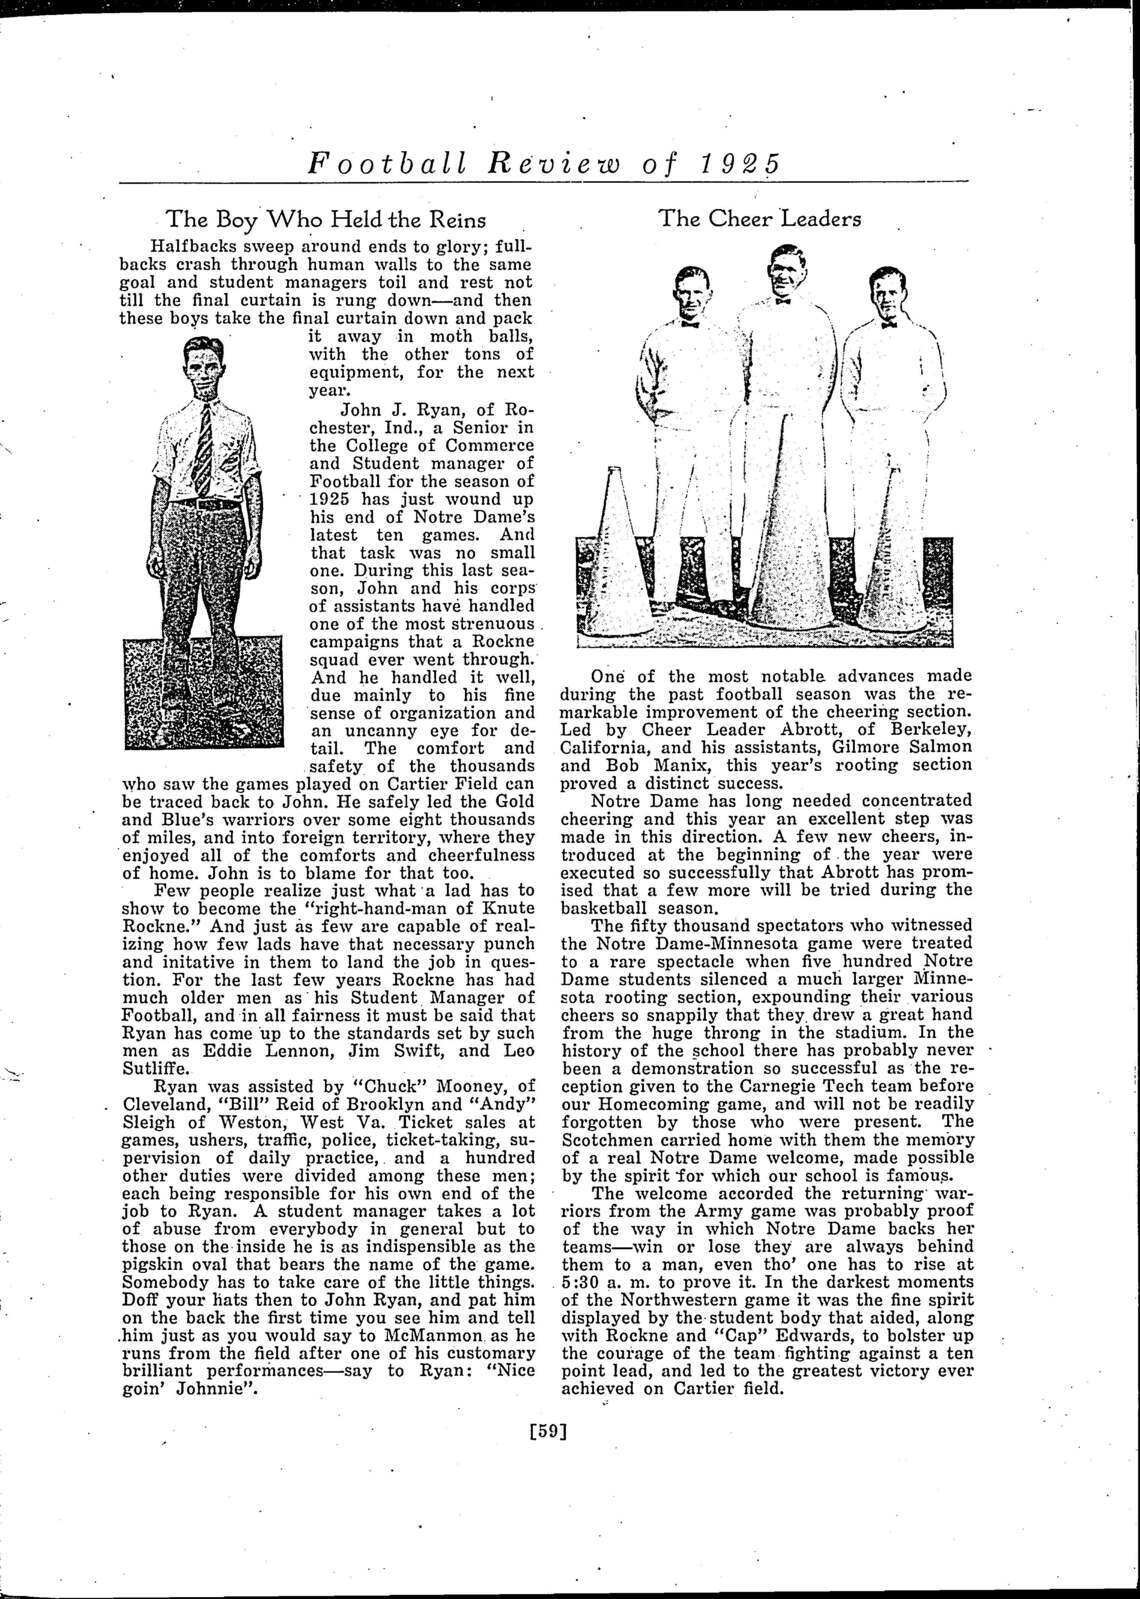 Football Review of 1925
The Boy Who Held the Reins
Halfbacks sweep around ends to glory; full-
backs crash through human walls to the same
goal and student managers toil and rest not
till the final curtain is rung down—and then
these boys take the final curtain down and pack
it away in moth balls,
with the other tons of
equipment, for the next
year.
John J. Ryan, of Ro-
chester, Ind., a Senior in
the College of Commerce
and Student manager of
Football for the season of
1925 has just wound up
his end of Notre Dame's
latest ten games. And
that task was no small
one. During this last sea-
son, John and his corps
of assistants have handled
one of the most strenuous
campaigns that a Rockne
squad ever went through.
And he handled it well,
due mainly to his fine
sense of organization and
an uncanny eye for de-
tail. The comfort and
safety of the thousands
who saw the games played on Cartier Field can
be traced back to John. He safely led the Gold
and Blue's warriors over some eight thousands
of miles, and into foreign territory, where they
enjoyed all of the comforts and cheerfulness
of home. John is to blame for that too.
Few people realize just what a lad has to
show to become the "right-hand-man of Knute
Rockne." And just as few are capable of real-
izing how few lads have that necessary punch
and initative in them to land the job in ques-
tion. For the last few years Rockne has had
much older men as his Student Manager of
Football, and in all fairness it must be said that
Ryan has come up to the standards set by such
men as Eddie Lennon, Jim Swift, and Leo
Sutliffe.
Ryan was assisted by "Chuck" Mooney, of
Cleveland, "Bill" Reid of Brooklyn and "Andy"
Sleigh of Weston, West Va. Ticket sales at
games, ushers, traffic, police, ticket-taking, su-
pervision of daily practice, and a hundred
other duties were divided among these men;
each being responsible for his own end of the
job to Ryan. A student manager takes a lot
of abuse from everybody in general but to
those on the inside he is as indispensible as the
pigskin oval that bears the name of the game.
Somebody has to take care of the little things.
Doff your hats then to John Ryan, and pat him
on the back the first time you see him and tell
him just as you would say to McManmon as he
runs from the field after one of his customary
brilliant performances—say to Ryan: "Nice
goin' Johnnie".
The Cheer Leaders
One of the most notable advances made
during the past football season was the re-
markable improvement of the cheering section.
Led by Cheer Leader Abrott, of Berkeley,
California, and his assistants, Gilmore Salmon
and Bob Manix, this year's rooting section
proved a distinct success.
Notre Dame has long needed concentrated
cheering and this year an excellent step was
made in this direction. A few new cheers, in-
troduced at the beginning of the year were
executed so successfully that Abrott has prom-
ised that a few more will be tried during the
basketball season.
The fifty thousand spectators who witnessed
the Notre Dame-Minnesota game were treated
to a rare spectacle when five hundred Notre
Dame students silenced a much larger Minne-
sota rooting section, expounding their various
cheers so snappily that they drew a great hand
from the huge throng in the stadium. In the
history of the school there has probably never
been a demonstration so successful as the re-
ception given to the Carnegie Tech team before
our Homecoming game, and will not be readily
forgotten by those who were present. The
Scotchmen carried home with them the memory
of a real Notre Dame welcome, made possible
by the spirit for which our school is famous.
The welcome accorded the returning war-
riors from the Army game was probably proof
of the way in which Notre Dame backs her
teams—win or lose they are always behind
them to a man, even tho' one has to rise at
5:30 a. m. to prove it. In the darkest moments
of the Northwestern game it was the fine spirit
displayed by the student body that aided, along
with Rockne and "Cap" Edwards, to bolster up
the courage of the team fighting against a ten
point lead, and led to the greatest victory ever
achieved on Cartier field.
[59]